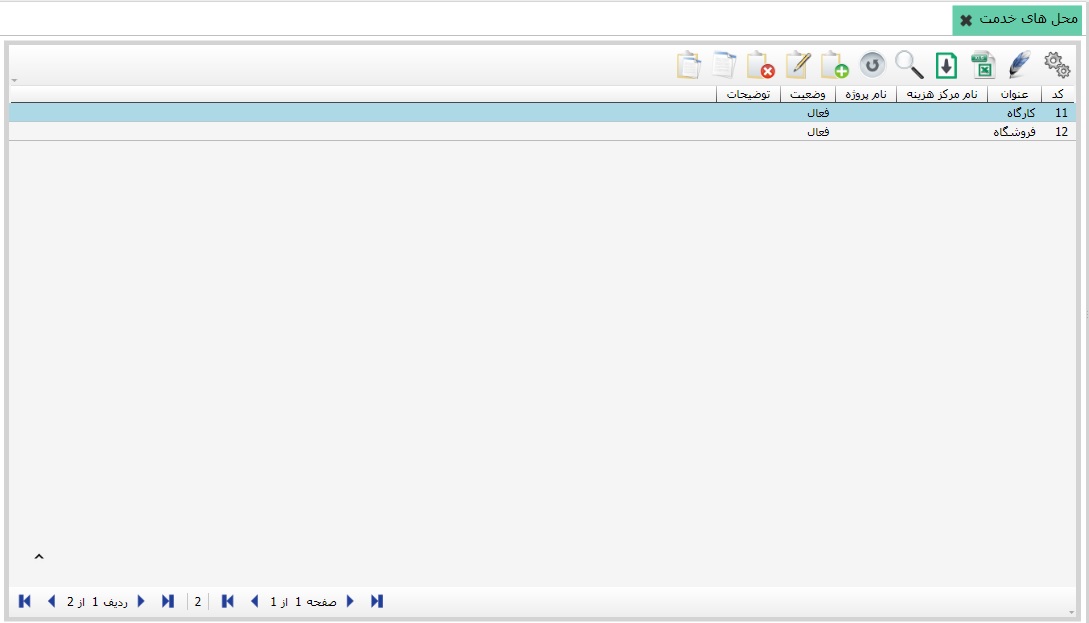 محل های خدمت
کد عنوان نام مرکز هزینه نام پروژه وضعیت توضیحات
11 کارگاه فعال
12 فروشگاه فعال
صفحه 1 از 1
2
ردیف 1 از 2